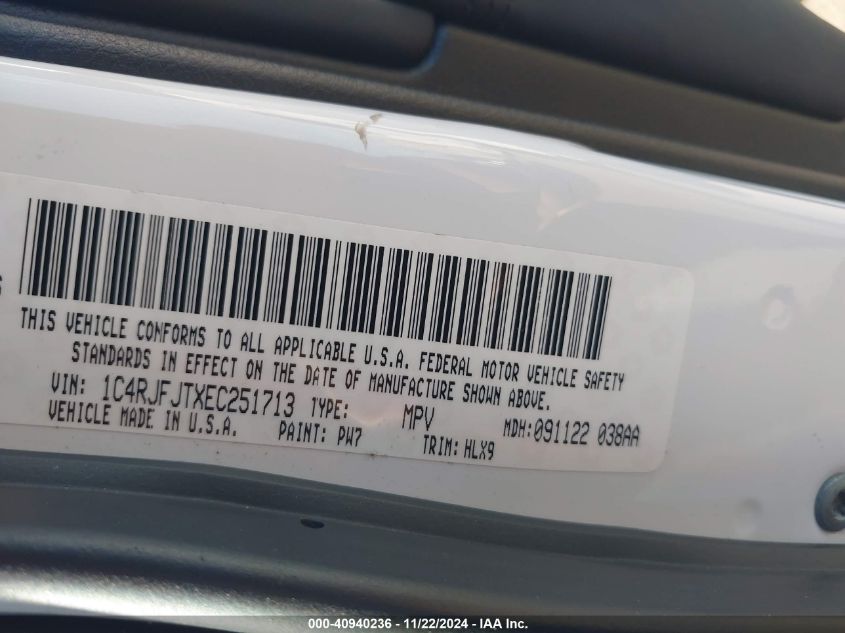 THIS VEHICLE CONFORMS TO ALL APPLICABLE U.S.A. FEDERAL MOTOR VEHICLE SAFETY
STANDARDS IN EFFECT ON THE DATE OF MANUFACTURE SHOWN ABOVE.
VIN: 1C4RJFJTXEC251713 TYPE: MPV MDH:091122 038AA
VEHICLE MADE IN U.S.A. PAINT: PW7 TRIM: HLX9
000-40940236 - 11/22/2024 - IAA Inc.